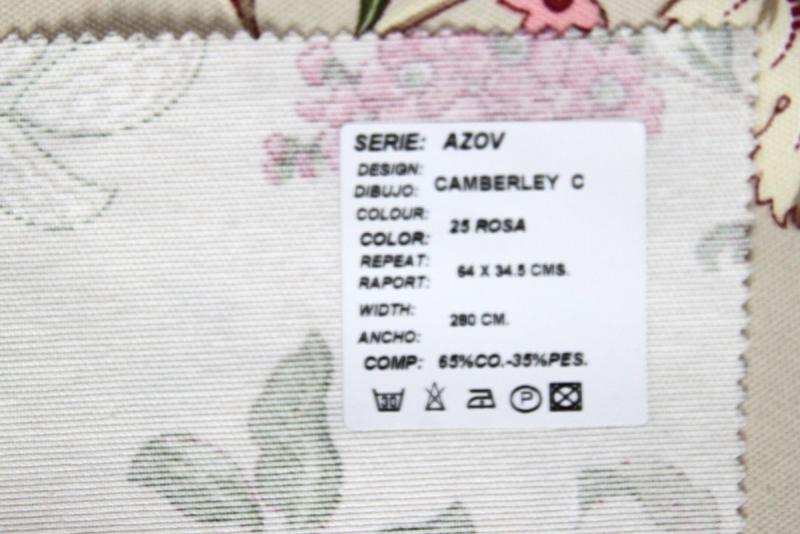 SERIE: AZOV
DESIGN:
DIBUJO: CAMBERLEY C
COLOUR:
COLOR: 25 ROSA
REPEAT:
RAPORT: 64 X 34.5 CMS.
WIDTH:
ANCHO: 280 CM.
COMP: 65%CO.-35%PES.
30 P